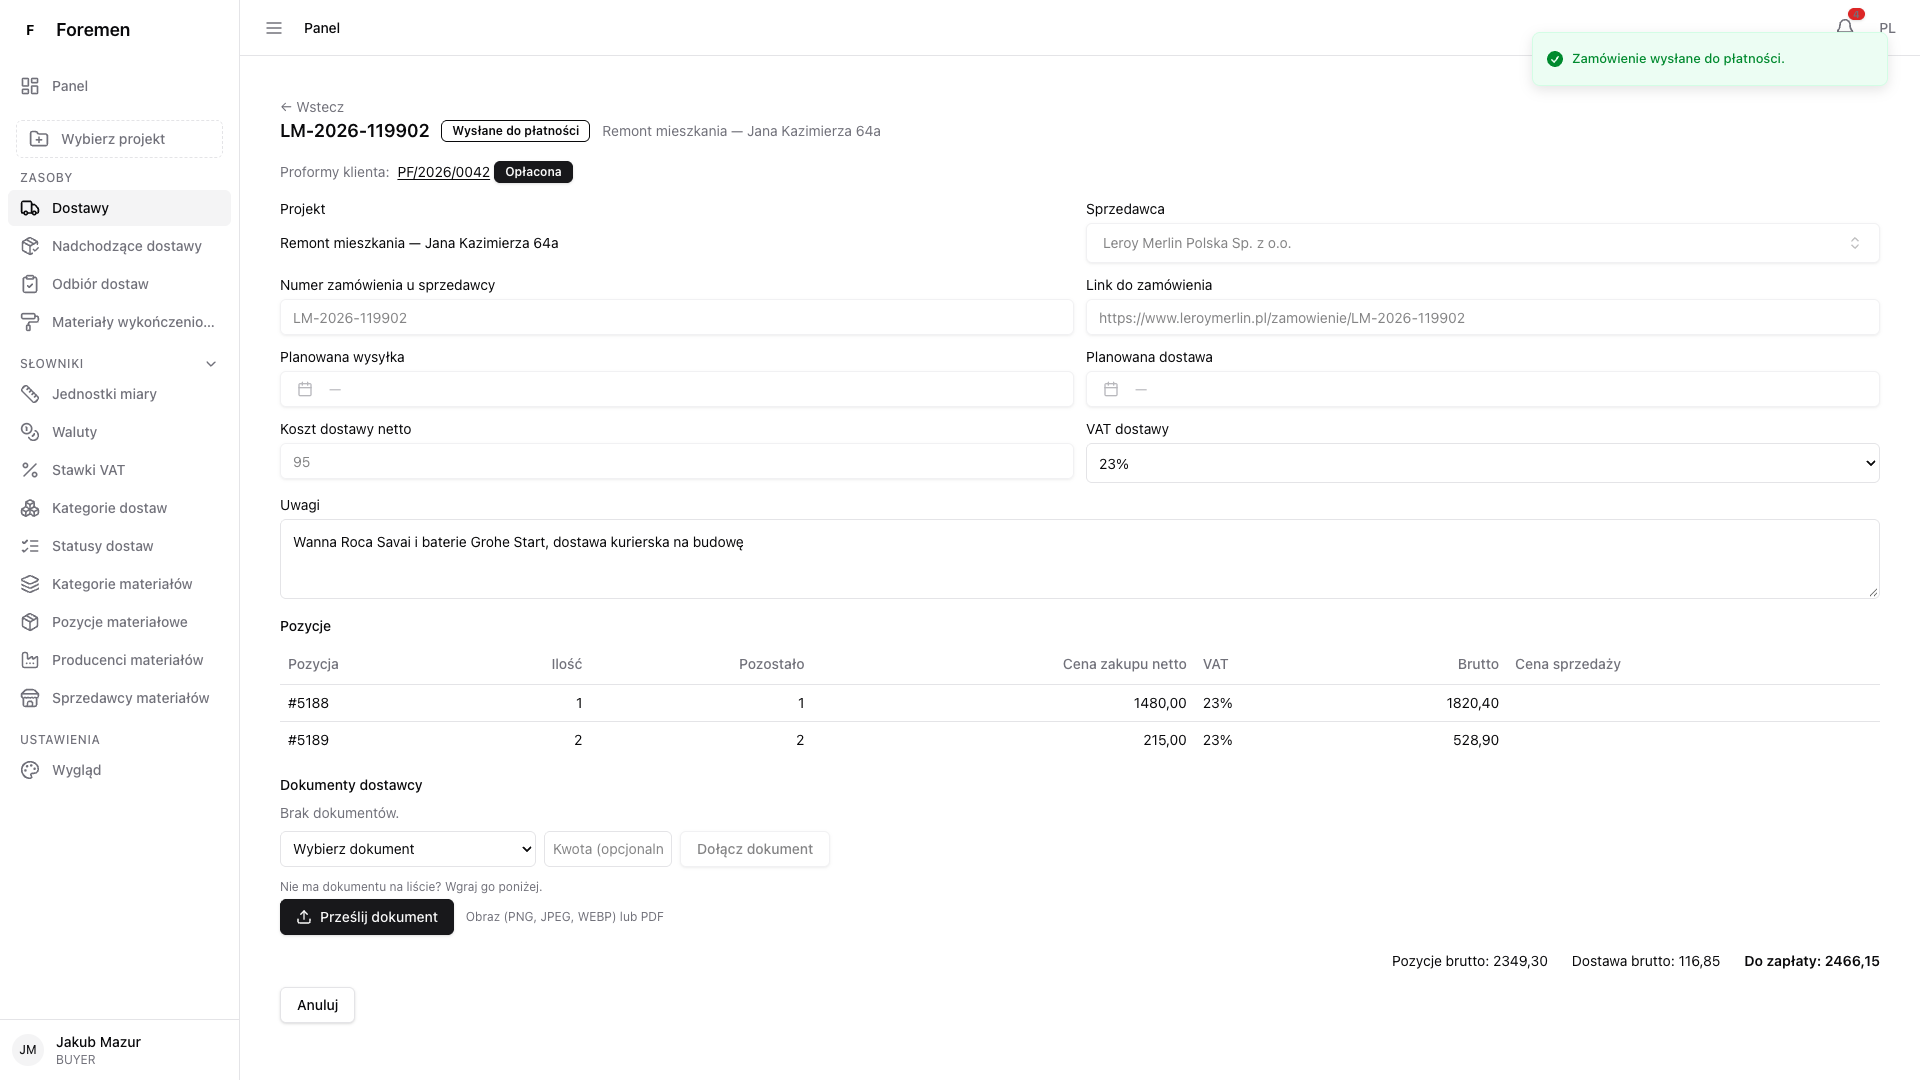 F Foremen
Panel
PL
Zamówienie wysłane do płatności.
Panel
Wybierz projekt
ZASOBY
Dostawy
Nadchodzące dostawy
Odbiór dostaw
Materiały wykończenio...
SŁOWNIKI
Jednostki miary
Waluty
Stawki VAT
Kategorie dostaw
Statusy dostaw
Kategorie materiałów
Pozycje materiałowe
Producenci materiałów
Sprzedawcy materiałów
USTAWIENIA
Wygląd
JM Jakub Mazur
BUYER
← Wstecz
LM-2026-119902 Wysłane do płatności Remont mieszkania — Jana Kazimierza 64a
Proformy klienta: PF/2026/0042 Opłacona
Projekt Sprzedawca
Remont mieszkania — Jana Kazimierza 64a Leroy Merlin Polska Sp. z o.o.
Numer zamówienia u sprzedawcy Link do zamówienia
LM-2026-119902 https://www.leroymerlin.pl/zamowienie/LM-2026-119902
Planowana wysyłka Planowana dostawa
— —
Koszt dostawy netto VAT dostawy
95 23%
Uwagi
Wanna Roca Savai i baterie Grohe Start, dostawa kurierska na budowę
Pozycje
Pozycja Ilość Pozostało Cena zakupu netto VAT Brutto Cena sprzedaży
#5188 1 1 1480,00 23% 1820,40
#5189 2 2 215,00 23% 528,90
Dokumenty dostawcy
Brak dokumentów.
Wybierz dokument Kwota (opcjonaln Dołącz dokument
Nie ma dokumentu na liście? Wgraj go poniżej.
Prześlij dokument Obraz (PNG, JPEG, WEBP) lub PDF
Pozycje brutto: 2349,30 Dostawa brutto: 116,85 Do zapłaty: 2466,15
Anuluj